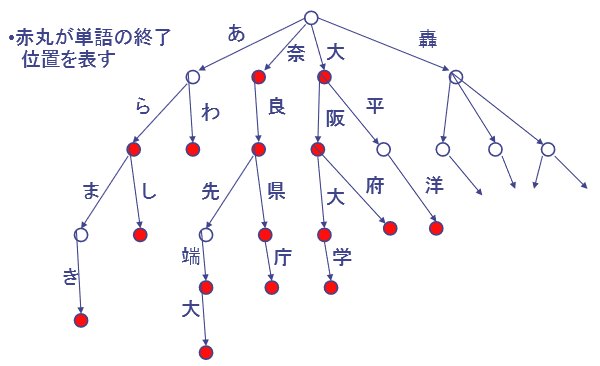 •赤丸が単語の終了
位置を表す
あ
奈
大
轟
ら
わ
良
阪
平
ま
し
先
県
大
府
洋
き
端
庁
学
大